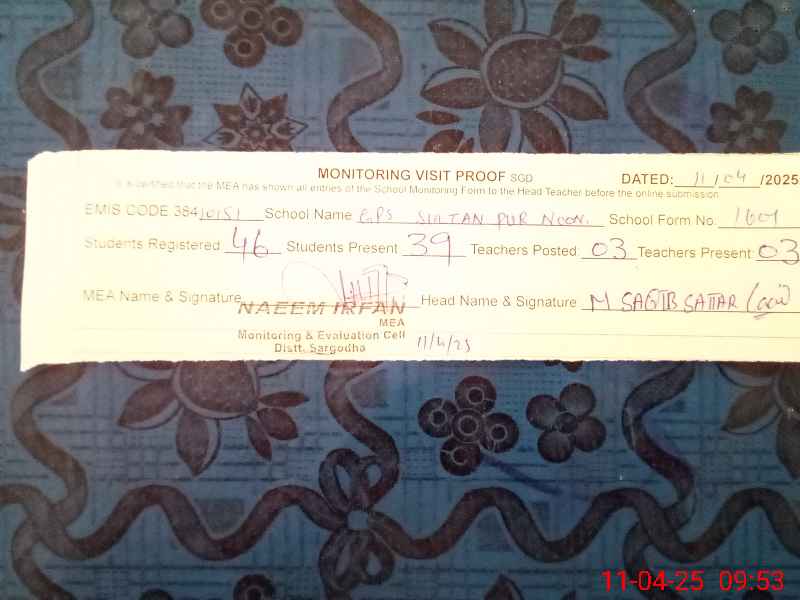 MONITORING VISIT PROOF SGD DATED: 11/04/2025
It is certified that the MEA has shown all entries of the School Monitoring Form to the Head Teacher before the online submission
EMIS CODE 38410151 School Name GPS SULTAN PUR NOON. School Form No.
Students Registered 46 Students Present 39 Teachers Posted: 03 Teachers Present: 03
MEA Name & Signature Head Name & Signature M SAQIB SATTAR
NAEEM IRFAN
MEA
Monitoring & Evaluation Cell
Distt. Sargodha 11/4/25
11-04-25 09:53